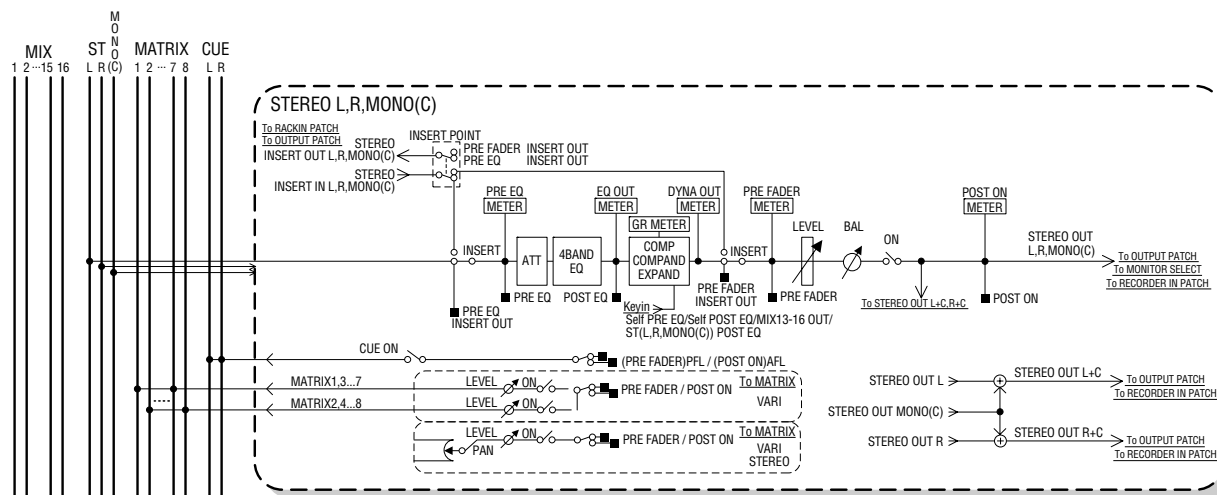 MIX
1 2 ··· 15 16
ST
L R
MONO
(C)
MATRIX
1 2 ··· 7 8
CUE
L R
STEREO L,R,MONO(C)
To RACKIN PATCH
To OUTPUT PATCH
STEREO
INSERT OUT L,R,MONO(C)
STEREO
INSERT IN L,R,MONO(C)
INSERT POINT
PRE FADER INSERT OUT
PRE EQ INSERT OUT
PRE EQ
METER
EQ OUT
METER
DYNA OUT
METER
PRE FADER
METER
POST ON
METER
GR METER
INSERT
ATT
4BAND
EQ
COMP
COMPAND
EXPAND
INSERT
LEVEL
BAL
ON
STEREO OUT
L,R,MONO(C)
To OUTPUT PATCH
To MONITOR SELECT
To RECORDER IN PATCH
PRE EQ
INSERT OUT
PRE EQ
POST EQ
PRE FADER
INSERT OUT
PRE FADER
To STEREO OUT L+C,R+C
POST ON
Keyin
Self PRE EQ/Self POST EQ/MIX13-16 OUT/
ST(L,R,MONO(C)) POST EQ
CUE ON
(PRE FADER)PFL / (POST ON)AFL
MATRIX1,3...7
LEVEL
ON
PRE FADER / POST ON
To MATRIX
VARI
MATRIX2,4...8
LEVEL
ON
LEVEL
PAN
ON
PRE FADER / POST ON
To MATRIX
VARI
STEREO
STEREO OUT L
STEREO OUT L+C
To OUTPUT PATCH
To RECORDER IN PATCH
STEREO OUT MONO(C)
STEREO OUT R
STEREO OUT R+C
To OUTPUT PATCH
To RECORDER IN PATCH